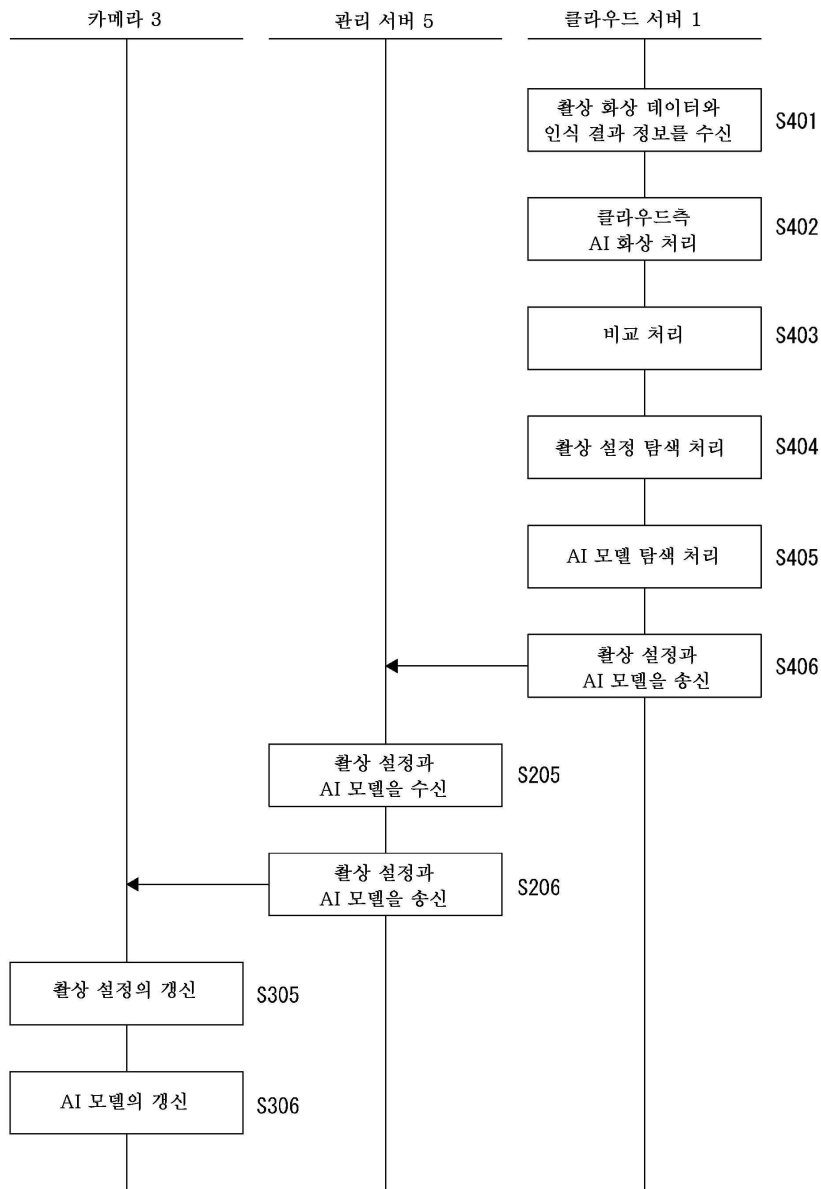 카메라 3
관리 서버 5
클라우드 서버 1
촬상 화상 데이터와
인식 결과 정보를 수신
S401
클라우드측
AI 화상 처리
S402
비교 처리
S403
촬상 설정 탐색 처리
S404
AI 모델 탐색 처리
S405
촬상 설정과
AI 모델을 송신
S406
촬상 설정과
AI 모델을 수신
S205
촬상 설정과
AI 모델을 송신
S206
촬상 설정의 갱신
S305
AI 모델의 갱신
S306